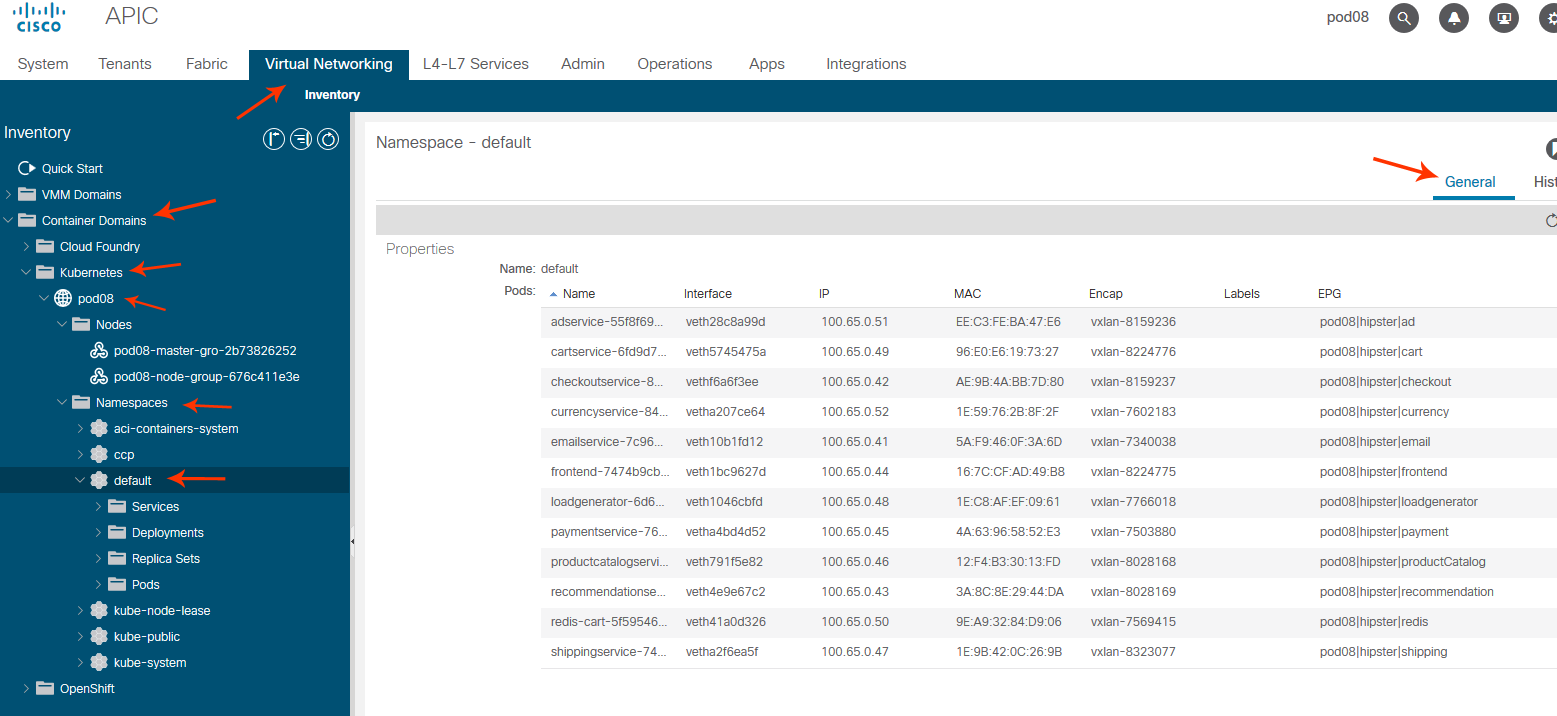 CISCO
APIC
pod08
System Tenants Fabric Virtual Networking L4-L7 Services Admin Operations Apps Integrations
Inventory
Inventory
Quick Start
VMM Domains
Container Domains
Cloud Foundry
Kubernetes
pod08
Nodes
pod08-master-gro-2b73826252
pod08-node-group-676c411e3e
Namespaces
aci-containers-system
ccp
default
Services
Deployments
Replica Sets
Pods
kube-node-lease
kube-public
kube-system
OpenShift
Namespace - default
General Hist
Properties
Name: default
Pods: Name Interface IP MAC Encap Labels EPG
adservice-55f8f69... veth28c8a99d 100.65.0.51 EE:C3:FE:BA:47:E6 vxlan-8159236 pod08|hipster|ad
cartservice-6fd9d7... veth5745475a 100.65.0.49 96:E0:E6:19:73:27 vxlan-8224776 pod08|hipster|cart
checkoutservice-8... vethf6a6f3ee 100.65.0.42 AE:9B:4A:BB:7D:80 vxlan-8159237 pod08|hipster|checkout
currencyservice-84... vetha207ce64 100.65.0.52 1E:59:76:2B:8F:2F vxlan-7602183 pod08|hipster|currency
emailservice-7c96... veth10b1fd12 100.65.0.41 5A:F9:46:0F:3A:6D vxlan-7340038 pod08|hipster|email
frontend-7474b9cb... veth1bc9627d 100.65.0.44 16:7C:CF:AD:49:B8 vxlan-8224775 pod08|hipster|frontend
loadgenerator-6d6... veth1046cbfd 100.65.0.48 1E:C8:AF:EF:09:61 vxlan-7766018 pod08|hipster|loadgenerator
paymentservice-76... vetha4bd4d52 100.65.0.45 4A:63:96:58:52:E3 vxlan-7503880 pod08|hipster|payment
productcatalogservi... veth791f5e82 100.65.0.46 12:F4:B3:30:13:FD vxlan-8028168 pod08|hipster|productCatalog
recommendationse... veth4e9e67c2 100.65.0.43 3A:8C:8E:29:44:DA vxlan-8028169 pod08|hipster|recommendation
redis-cart-5f59546... veth41a0d326 100.65.0.50 9E:A9:32:84:D9:06 vxlan-7569415 pod08|hipster|redis
shippingservice-74... vetha2f6ea5f 100.65.0.47 1E:9B:42:0C:26:9B vxlan-8323077 pod08|hipster|shipping